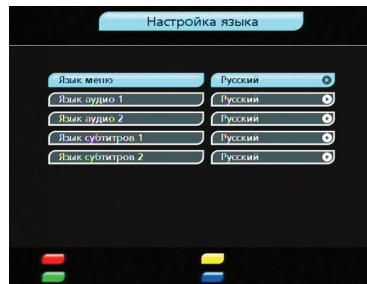 Настройка языка
Язык меню Русский
Язык аудио 1 Русский
Язык аудио 2 Русский
Язык субтитров 1 Русский
Язык субтитров 2 Русский